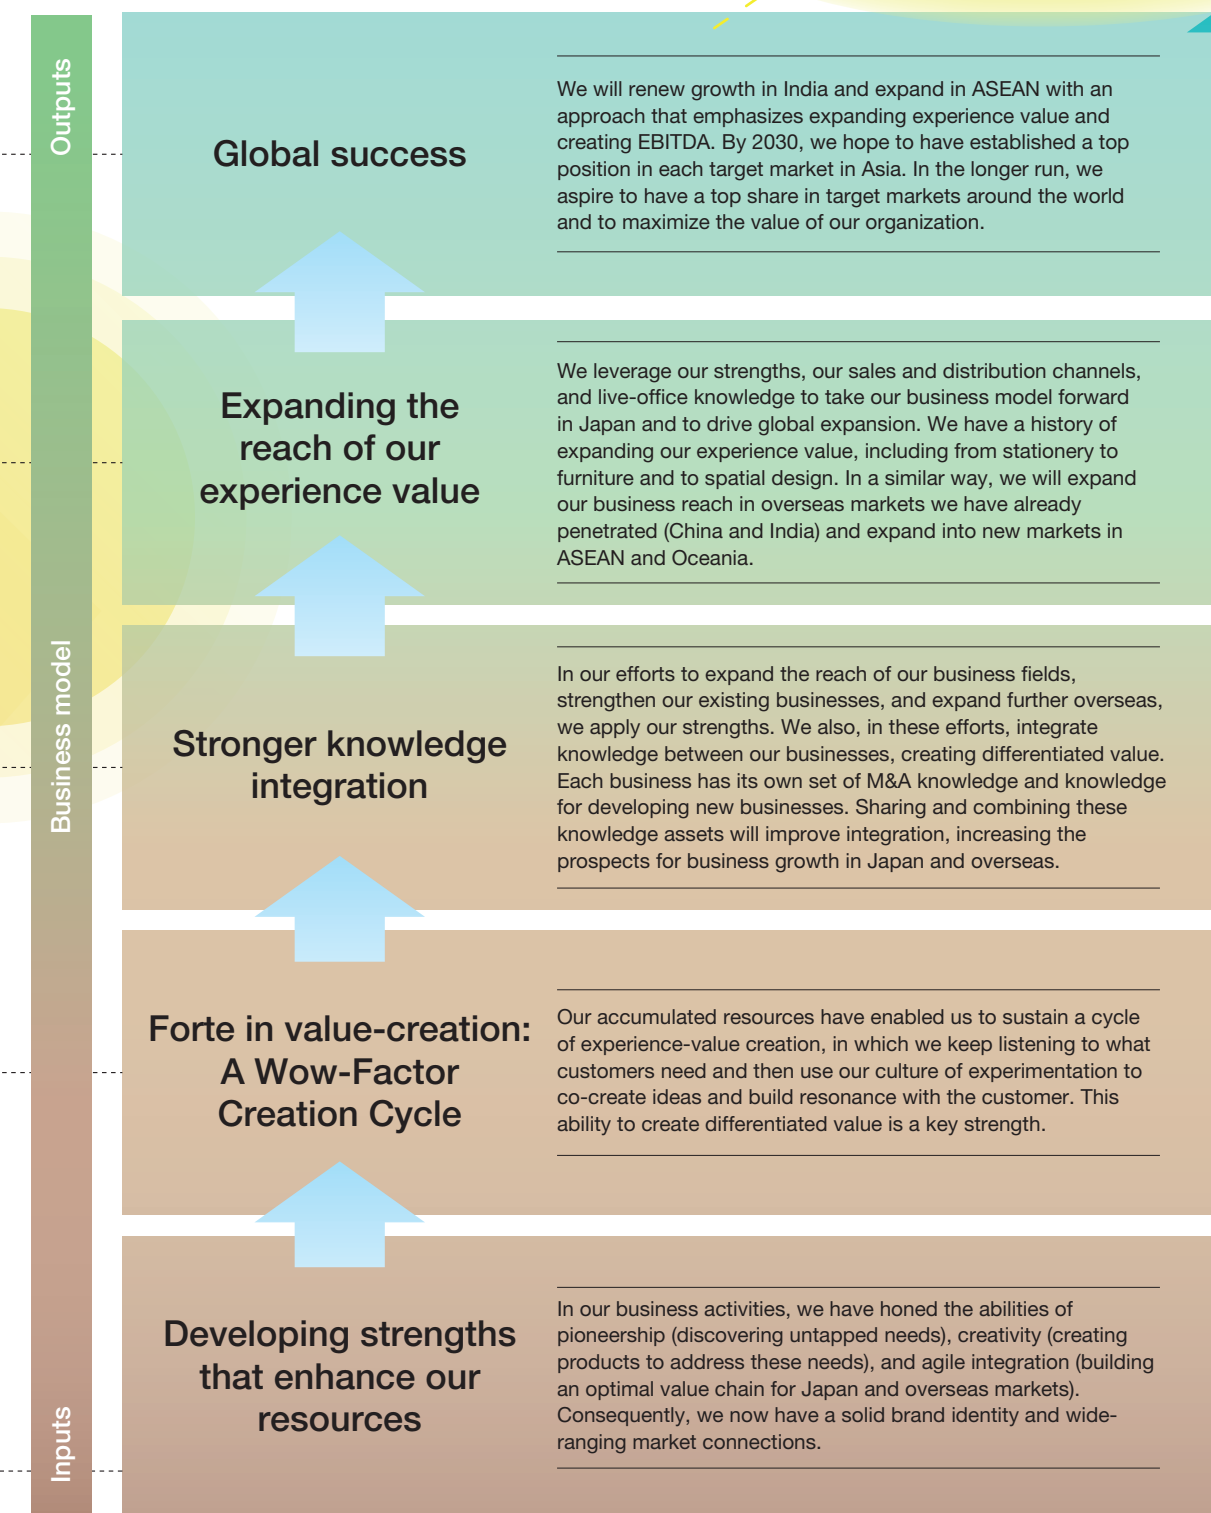 Outputs
Global success
We will renew growth in India and expand in ASEAN with an
approach that emphasizes expanding experience value and
creating EBITDA. By 2030, we hope to have established a top
position in each target market in Asia. In the longer run, we
aspire to have a top share in target markets around the world
and to maximize the value of our organization.
Expanding the
reach of our
experience value
We leverage our strengths, our sales and distribution channels,
and live-office knowledge to take our business model forward
in Japan and to drive global expansion. We have a history of
expanding our experience value, including from stationery to
furniture and to spatial design. In a similar way, we will expand
our business reach in overseas markets we have already
penetrated (China and India) and expand into new markets in
ASEAN and Oceania.
Business model
Stronger knowledge
integration
In our efforts to expand the reach of our business fields,
strengthen our existing businesses, and expand further overseas,
we apply our strengths. We also, in these efforts, integrate
knowledge between our businesses, creating differentiated value.
Each business has its own set of M&A knowledge and knowledge
for developing new businesses. Sharing and combining these
knowledge assets will improve integration, increasing the
prospects for business growth in Japan and overseas.
Forte in value-creation:
A Wow-Factor
Creation Cycle
Our accumulated resources have enabled us to sustain a cycle
of experience-value creation, in which we keep listening to what
customers need and then use our culture of experimentation to
co-create ideas and build resonance with the customer. This
ability to create differentiated value is a key strength.
Inputs
Developing strengths
that enhance our
resources
In our business activities, we have honed the abilities of
pioneership (discovering untapped needs), creativity (creating
products to address these needs), and agile integration (building
an optimal value chain for Japan and overseas markets).
Consequently, we now have a solid brand identity and wide-
ranging market connections.